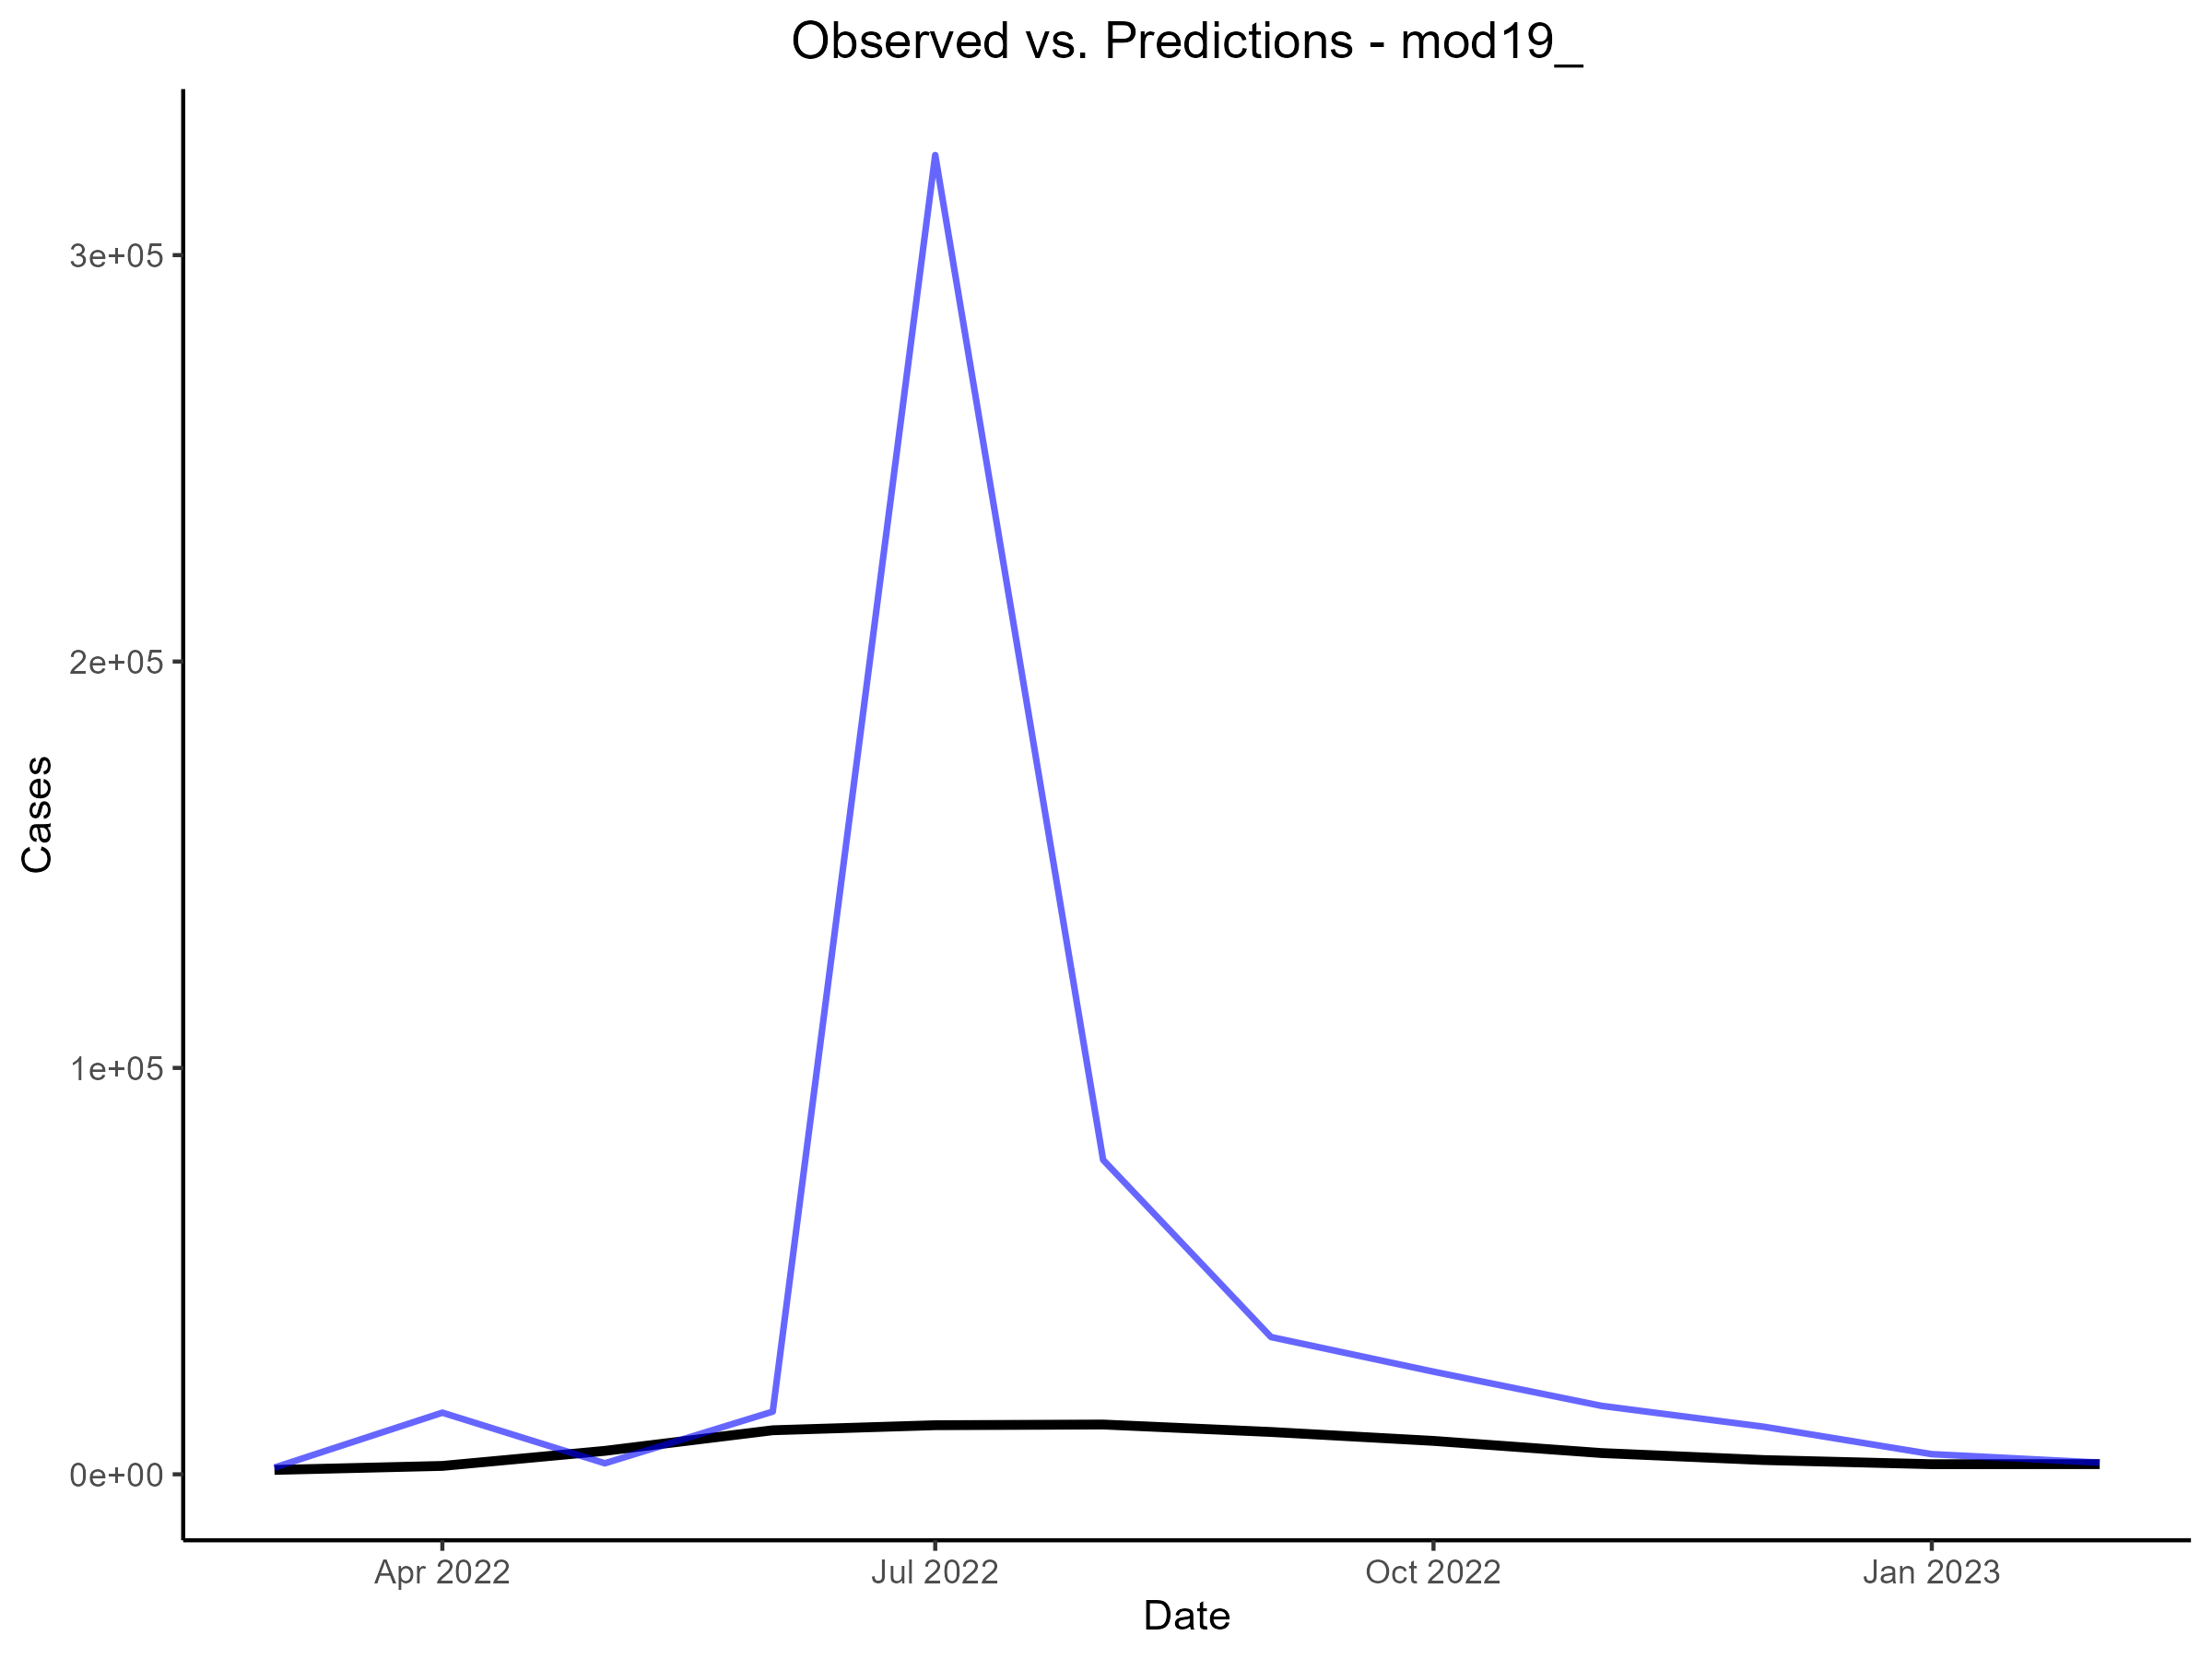 Observed vs. Predictions - mod19_
3e+05
2e+05
1e+05
0e+00
Cases
Apr 2022
Jul 2022
Oct 2022
Jan 2023
Date